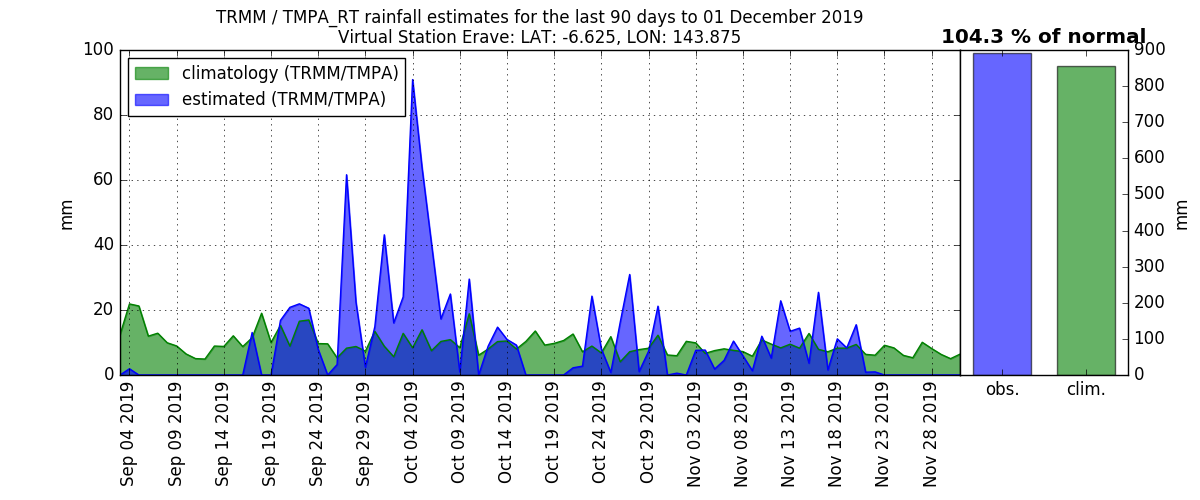 TRMM / TMPA_RT rainfall estimates for the last 90 days to 01 December 2019
Virtual Station Erave: LAT: -6.625, LON: 143.875
104.3 % of normal
climatology (TRMM/TMPA)
estimated (TRMM/TMPA)
100
80
60
40
20
0
mm
900
800
700
600
500
400
300
200
100
0
mm
Sep 04 2019
Sep 09 2019
Sep 14 2019
Sep 19 2019
Sep 24 2019
Sep 29 2019
Oct 04 2019
Oct 09 2019
Oct 14 2019
Oct 19 2019
Oct 24 2019
Oct 29 2019
Nov 03 2019
Nov 08 2019
Nov 13 2019
Nov 18 2019
Nov 23 2019
Nov 28 2019
obs.
clim.